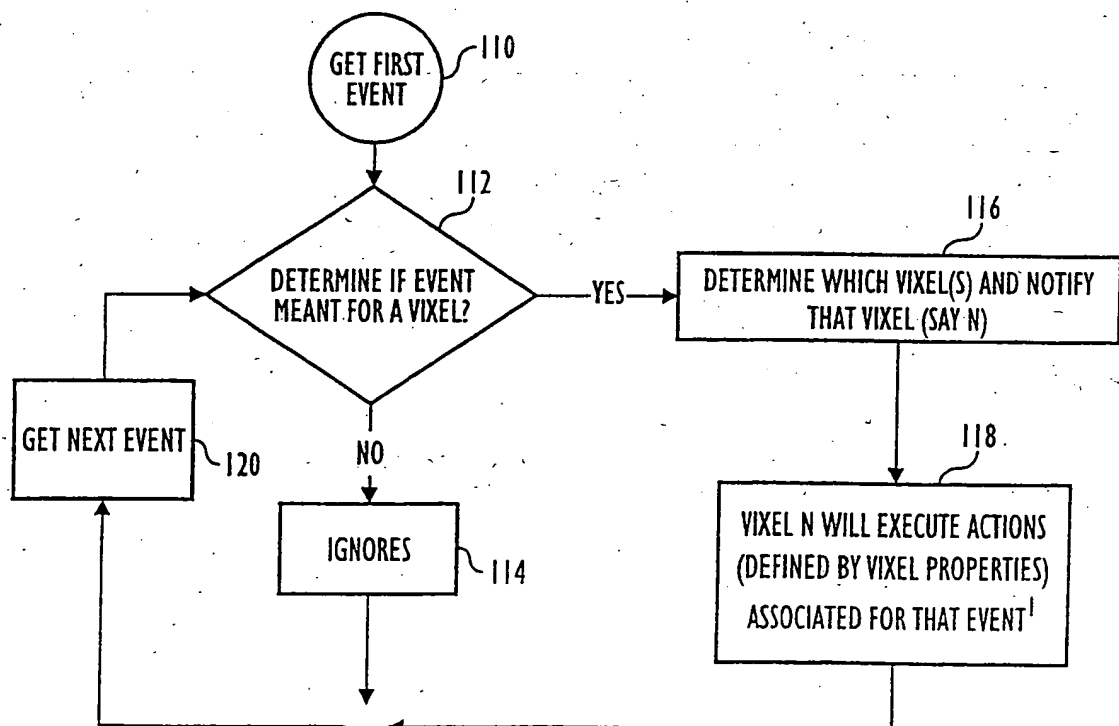 GET FIRST
EVENT
110
112
DETERMINE IF EVENT
MEANT FOR A VIXEL?
YES
116
DETERMINE WHICH VIXEL(S) AND NOTIFY
THAT VIXEL (SAY N)
GET NEXT EVENT
120
NO
118
IGNORES
114
VIXEL N WILL EXECUTE ACTIONS
(DEFINED BY VIXEL PROPERTIES)
ASSOCIATED FOR THAT EVENT¹